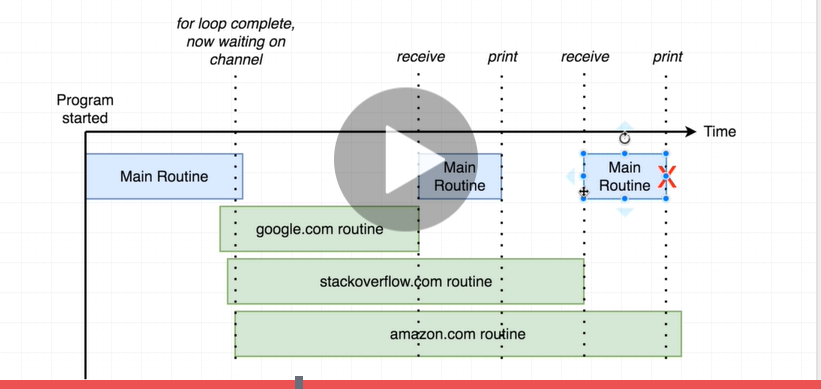 for loop complete,
now waiting on
channel
receive
print
receive
print
Program
started
Time
Main Routine
Main
Routine
Main
Routine
X
google.com routine
stackoverflow.com routine
amazon.com routine